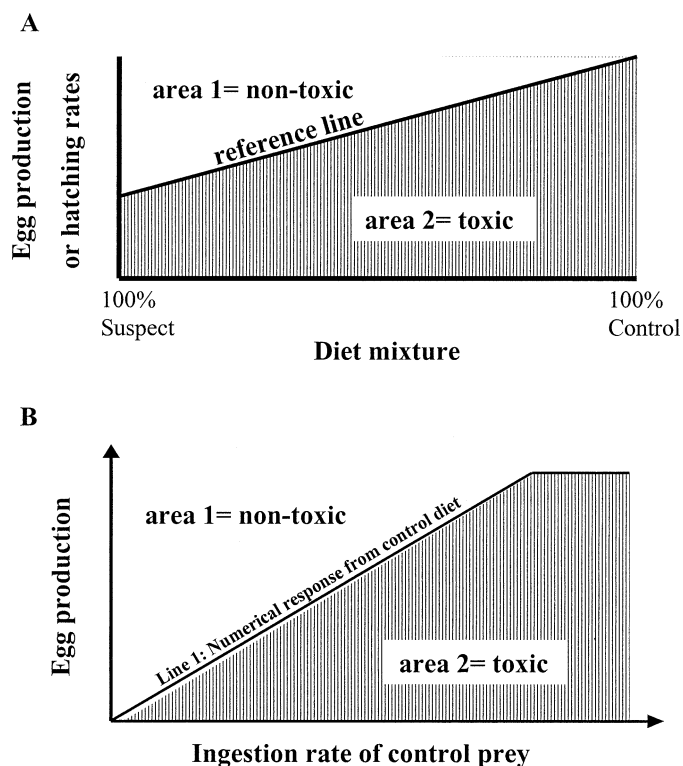 A
Egg production
or hatching rates
area 1= non-toxic
reference line
area 2= toxic
100%
Suspect
100%
Control
Diet mixture
B
Egg production
area 1= non-toxic
Line 1: Numerical response from control diet
area 2= toxic
Ingestion rate of control prey